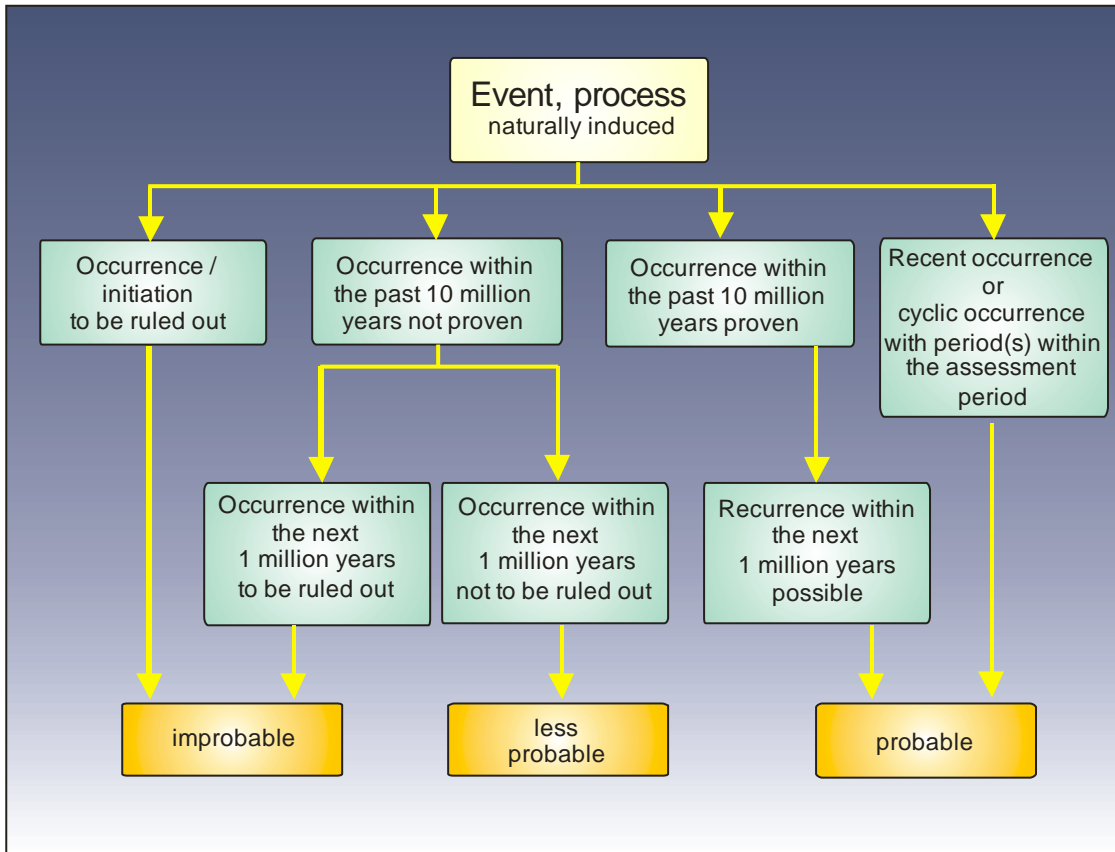 Event, process
naturally induced
Occurrence /
initiation
to be ruled out
Occurrence within
the past 10 million
years not proven
Occurrence within
the past 10 million
years proven
Recent occurrence
or
cyclic occurrence
with period(s) within
the assessment
period
Occurrence within
the next
1 million years
to be ruled out
Occurrence within
the next
1 million years
not to be ruled out
Recurrence within
the next
1 million years
possible
improbable
less
probable
probable